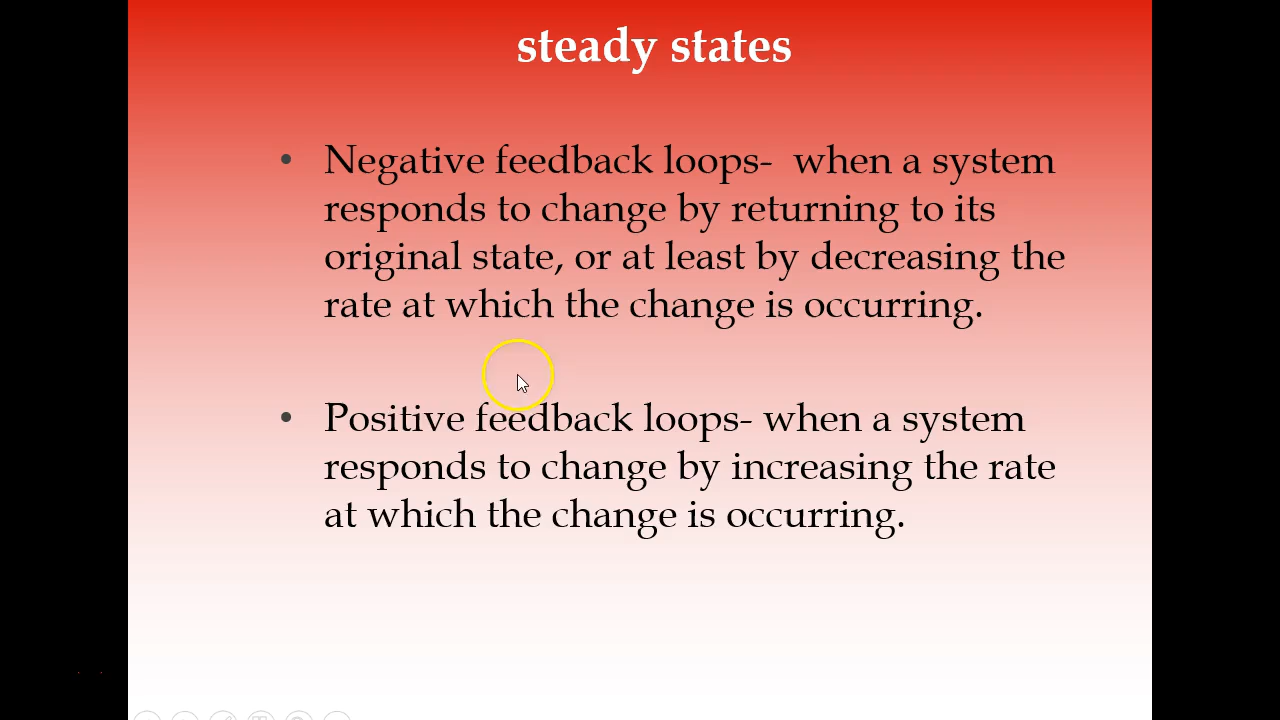 steady states
• Negative feedback loops-  when a system
responds to change by returning to its
original state, or at least by decreasing the
rate at which the change is occurring.
• Positive feedback loops- when a system
responds to change by increasing the rate
at which the change is occurring.